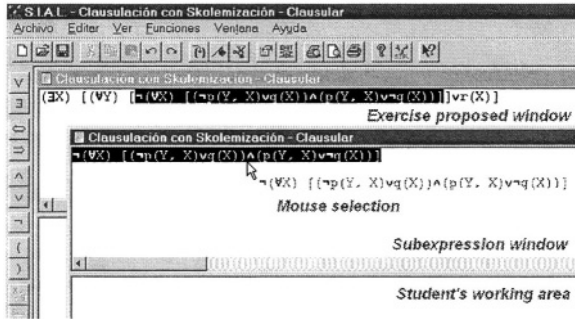 S.I.A.L. - Clausulación con Skolemización - Clausular
Archivo Editar Ver Funciones Ventana Ayuda
Clausulación con Skolemización - Clausular
(∃X) [(∀Y) [¬(∀X) [(¬p(Y, X)∨q(X))∧(p(Y, X)∨¬q(X))]]∨r(X)]
Exercise proposed window
Clausulación con Skolemización - Clausular
¬(∀X) [(¬p(Y, X)∨q(X))∧(p(Y, X)∨¬q(X))]
¬(∀X) [(¬p(Y, X)∨q(X))∧(p(Y, X)∨¬q(X))]
Mouse selection
Subexpression window
Student's working area